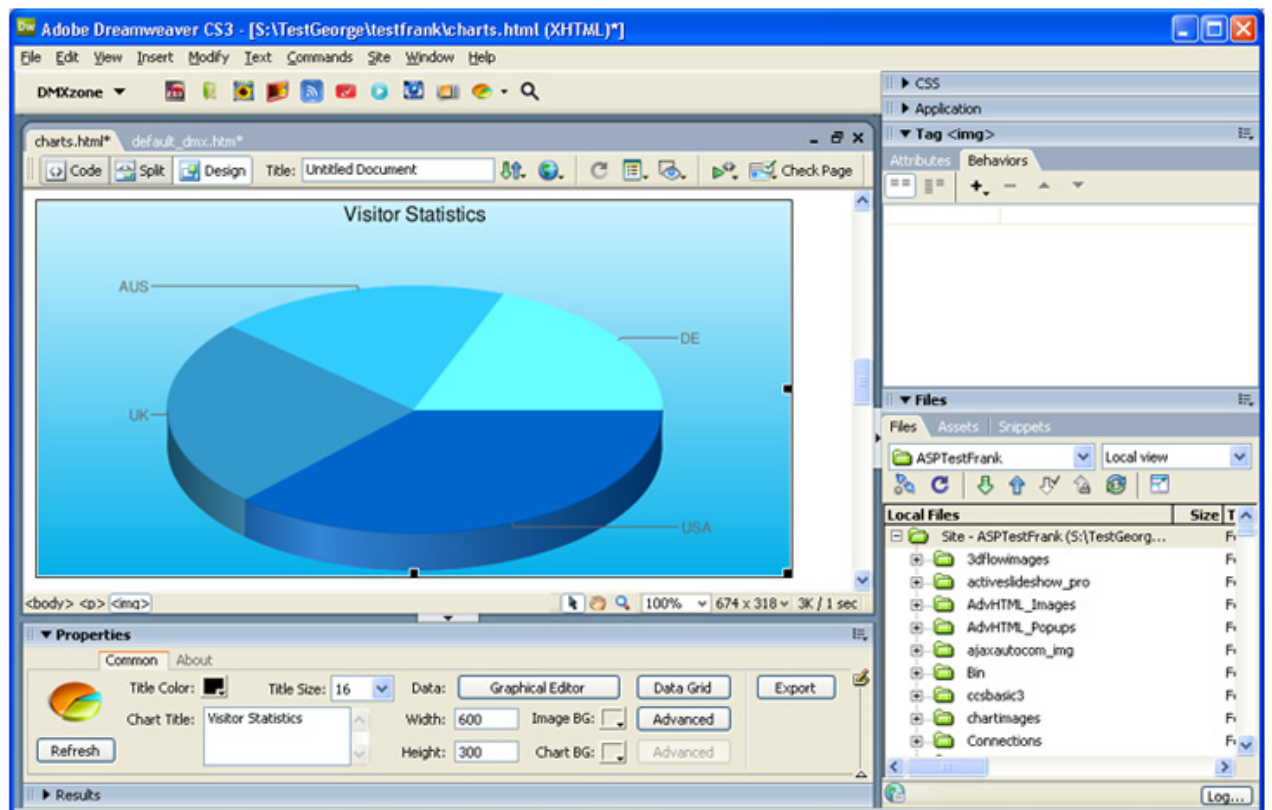 Adobe Dreamweaver CS3 - [S:\TestGeorge\testfrank\charts.html (XHTML)*]
File Edit View Insert Modify Text Commands Site Window Help
DMXzone
charts.html* default_dmx.htm*
Code Split Design Title: Untitled Document Check Page
Visitor Statistics
AUS
DE
UK
USA
<body> <p> <img> 100% 674 x 318 3K / 1 sec
Properties
Common About
Title Color: Title Size: 16 Data: Graphical Editor Data Grid Export
Chart Title: Visitor Statistics Width: 600 Image BG: Advanced
Refresh Height: 300 Chart BG: Advanced
Results
CSS
Application
Tag <img>
Attributes Behaviors
Files
Files Assets Snippets
ASPTestFrank Local view
Local Files Size T
Site - ASPTestFrank (S:\TestGeorg...
3dflowimages
activeslideshow_pro
AdvHTML_Images
AdvHTML_Popups
ajaxautocom_img
Bin
ccsbasic3
chartimages
Connections
Log...